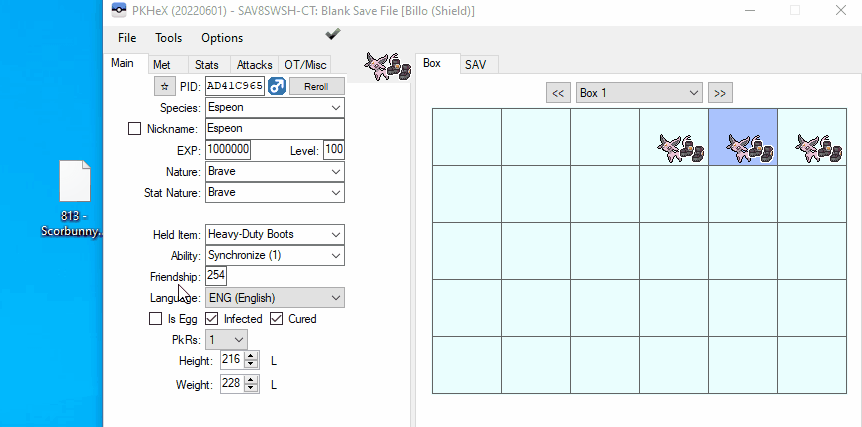 PKHeX (20220601) - SAV8SWSH-CT: Blank Save File [Billo (Shield)]
File Tools Options
Main Met Stats Attacks OT/Misc
Box SAV
PID: AD41C965 Reroll
<< Box 1 >>
Species: Espeon
Nickname: Espeon
EXP: 1000000 Level: 100
Nature: Brave
Stat Nature: Brave
813 -
Scorbunny...
Held Item: Heavy-Duty Boots
Ability: Synchronize (1)
Friendship: 254
Language: ENG (English)
Is Egg Infected Cured
PkRs: 1
Height: 216 L
Weight: 228 L